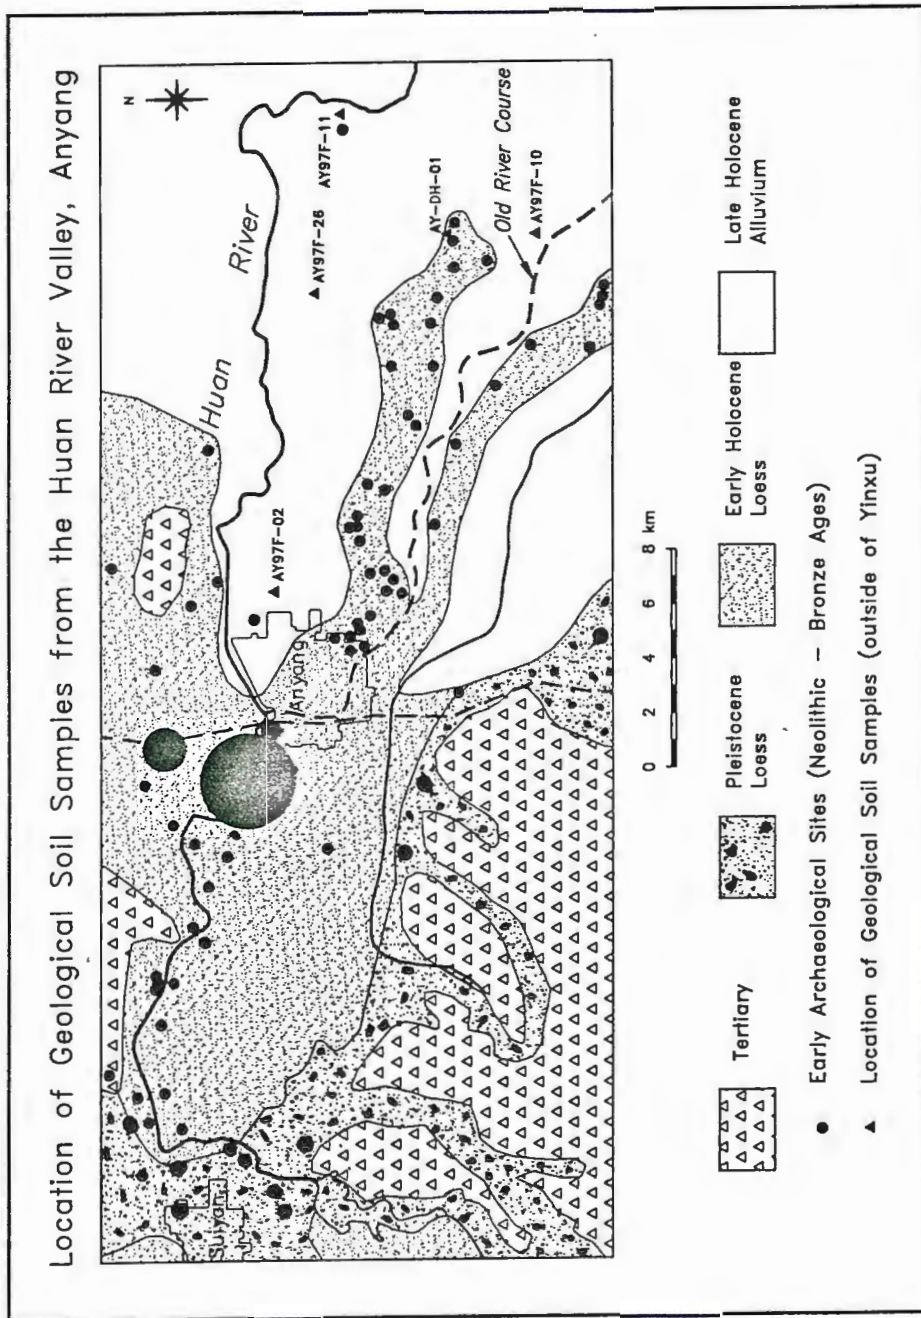 Location of Geological Soil Samples from the Huan River Valley, Anyang
N
Huan River
AY97F-02
AY97F-26
AY97F-11
AY-DH-01
Old River Course
AY97F-10
Anyang
0 2 4 6 8 km
Tertiary
Pleistocene
Loess
Early Holocene
Loess
Late Holocene
Alluvium
Early Archaeological Sites (Neolithic – Bronze Ages)
Location of Geological Soil Samples (outside of Yinxu)